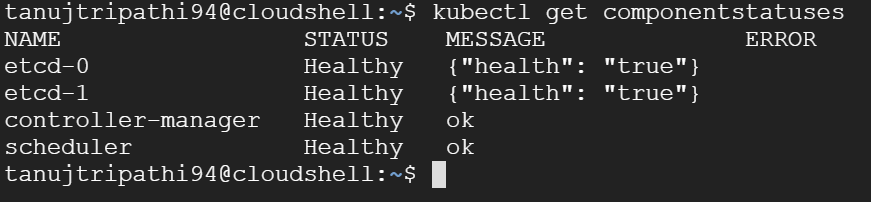 tanujtripathi94@cloudshell:~$ kubectl get componentstatuses
NAME STATUS MESSAGE ERROR
etcd-0 Healthy {"health": "true"}
etcd-1 Healthy {"health": "true"}
controller-manager Healthy ok
scheduler Healthy ok
tanujtripathi94@cloudshell:~$